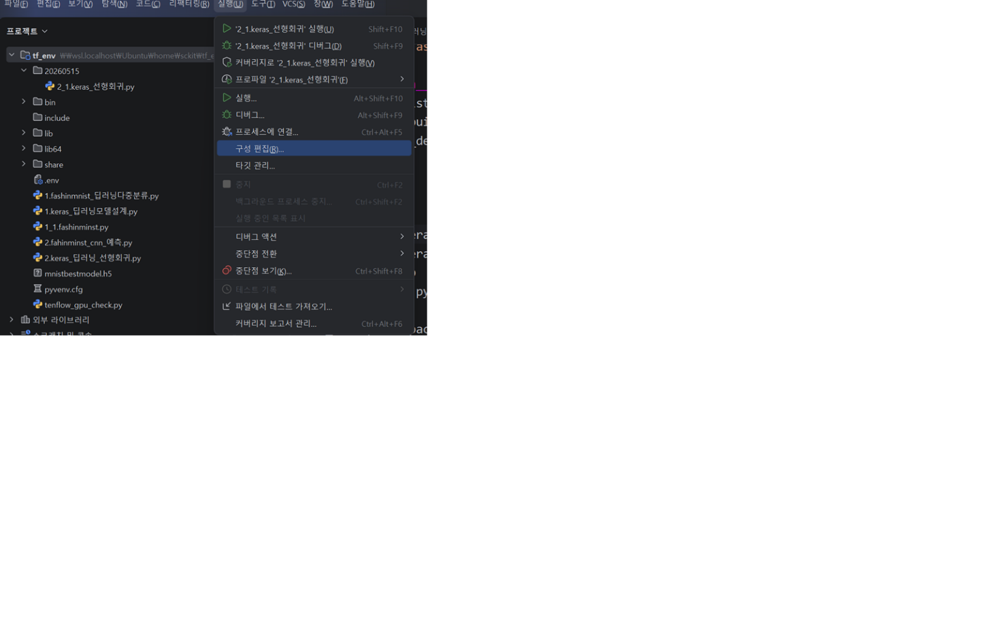 파일(F) 편집(E) 보기(V) 탐색(N) 코드(C) 리팩터링(R) 실행(U) 도구(T) VCS(S) 창(W) 도움말(H)
프로젝트
tf_env ₩₩wsl.localhost₩Ubuntu₩home₩sckit₩tf_e
20260515
2_1.keras_선형회귀.py
bin
include
lib
lib64
share
.env
1.fashinmnist_딥러닝다중분류.py
1.keras_딥러닝모델설계.py
1_1.fashinminst.py
2.fahinminst_cnn_예측.py
2.keras_딥러닝_선형회귀.py
mnistbestmodel.h5
pyvenv.cfg
tenflow_gpu_check.py
외부 라이브러리
'2_1.keras_선형회귀' 실행(U) Shift+F10
'2_1.keras_선형회귀' 디버그(D) Shift+F9
커버리지로 '2_1.keras_선형회귀' 실행(V)
프로파일 '2_1.keras_선형회귀'(F)
실행... Alt+Shift+F10
디버그... Alt+Shift+F9
프로세스에 연결... Ctrl+Alt+F5
구성 편집(R)...
타깃 관리...
중지 Ctrl+F2
백그라운드 프로세스 중지... Ctrl+Shift+F2
실행 중인 목록 표시
디버그 액션
중단점 전환
중단점 보기(K)... Ctrl+Shift+F8
테스트 기록
파일에서 테스트 가져오기...
커버리지 보고서 관리... Ctrl+Alt+F6